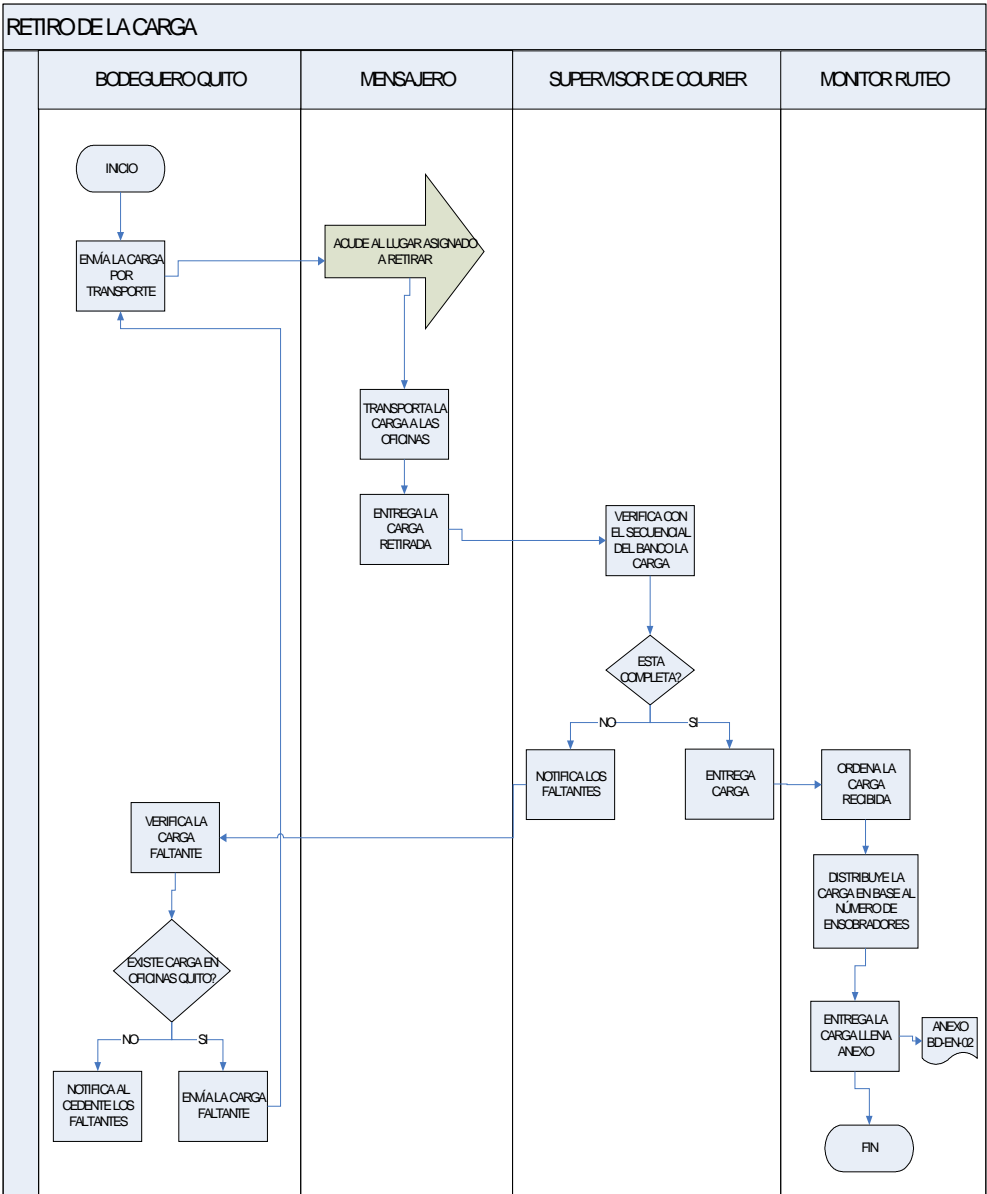 RETIRO DE LA CARGA
BODEGUERO QUITO
MENSAJERO
SUPERVISOR DE COURIER
MONITOR RUTEO
INICIO
ENVÍA LA CARGA
POR
TRANSPORTE
ACUDE AL LUGAR ASIGNADO
A RETIRAR
TRANSPORTA LA
CARGA A LAS
OFICINAS
ENTREGA LA
CARGA
RETIRADA
VERIFICA CON
EL SECUENCIAL
DEL BANCO LA
CARGA
ESTA
COMPLETA?
NO
SI
NOTIFICA LOS
FALTANTES
ENTREGA
CARGA
ORDENA LA
CARGA
RECIBIDA
VERIFICA LA
CARGA
FALTANTE
DISTRIBUYE LA
CARGA EN BASE AL
NÚMERO DE
ENSOBRADORES
EXISTE CARGA EN
OFICINAS QUITO?
NO
SI
NOTIFICA AL
CEDENTE LOS
FALTANTES
ENVÍA LA CARGA
FALTANTE
ENTREGA LA
CARGA LLENA
ANEXO
ANEXO
BD-EN-02
FIN